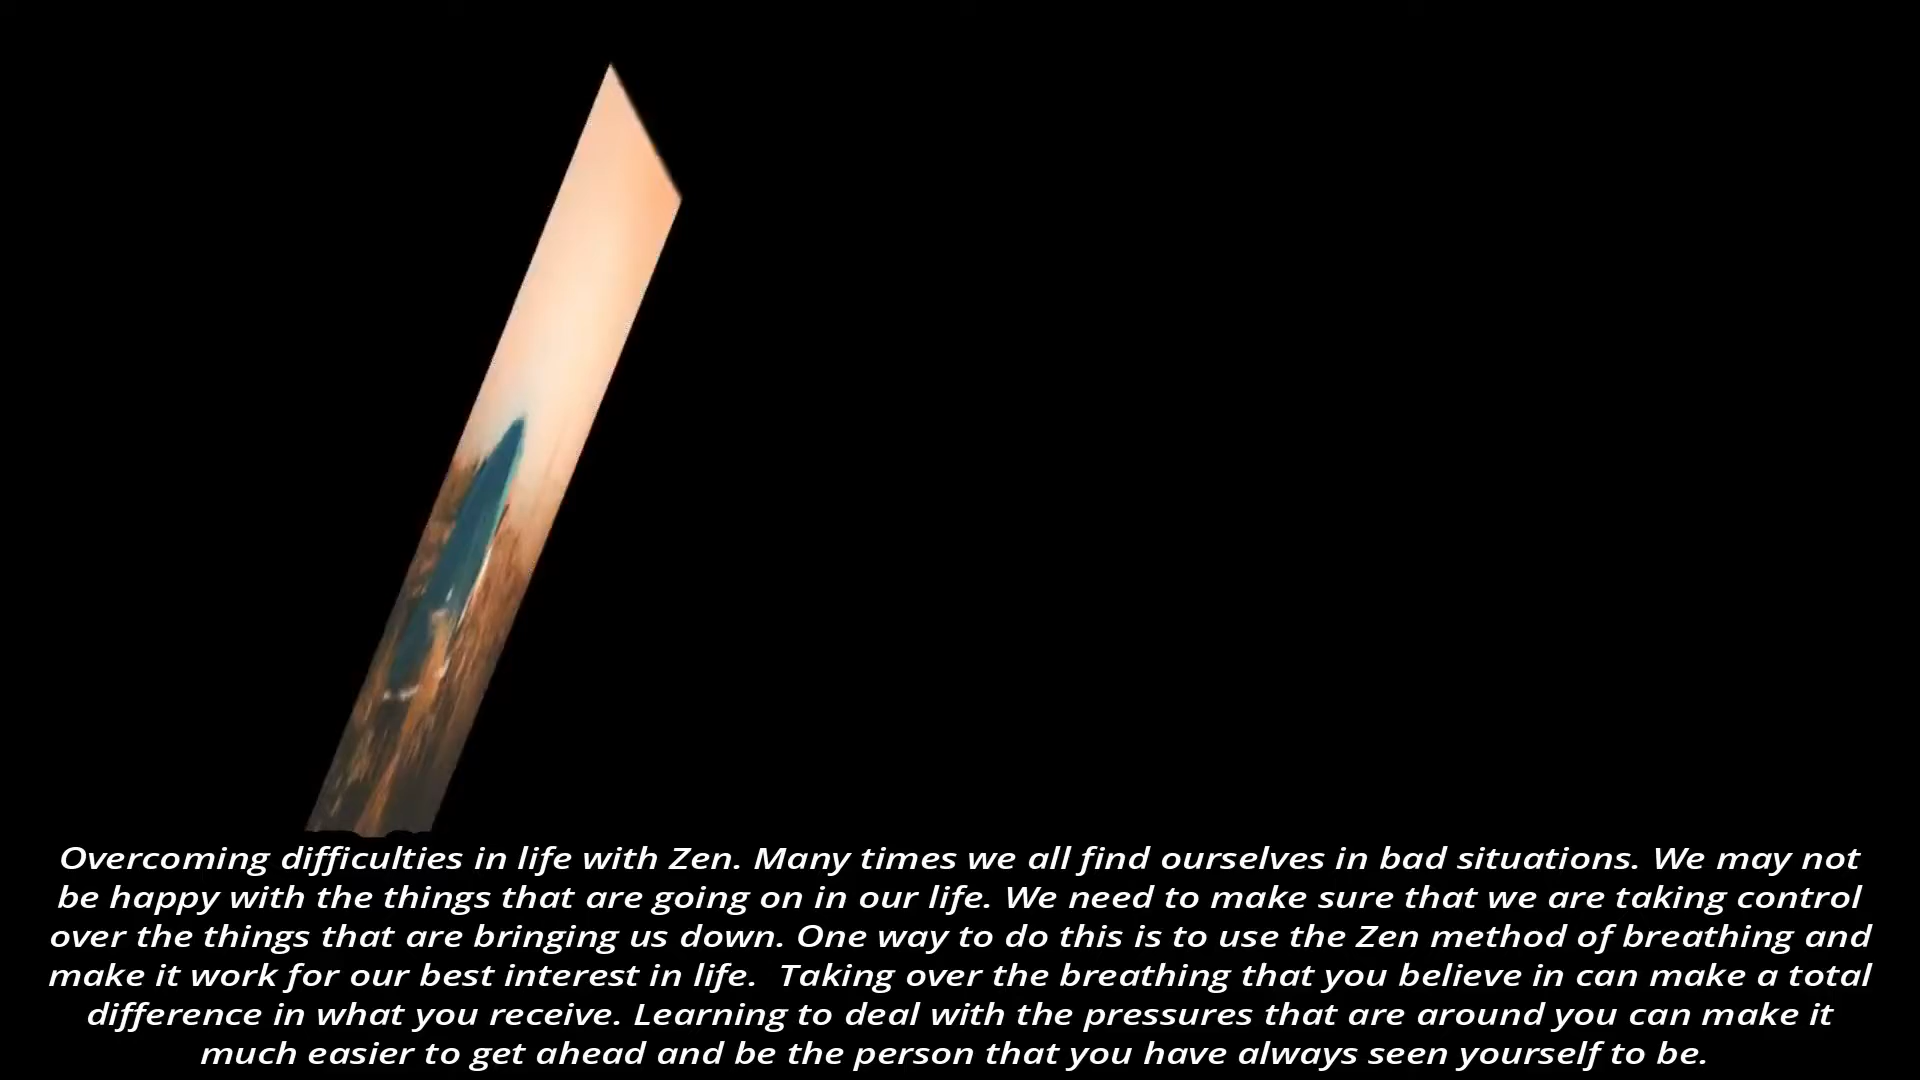 Overcoming difficulties in life with Zen. Many times we all find ourselves in bad situations. We may not
be happy with the things that are going on in our life. We need to make sure that we are taking control
over the things that are bringing us down. One way to do this is to use the Zen method of breathing and
make it work for our best interest in life.  Taking over the breathing that you believe in can make a total
difference in what you receive. Learning to deal with the pressures that are around you can make it
much easier to get ahead and be the person that you have always seen yourself to be.